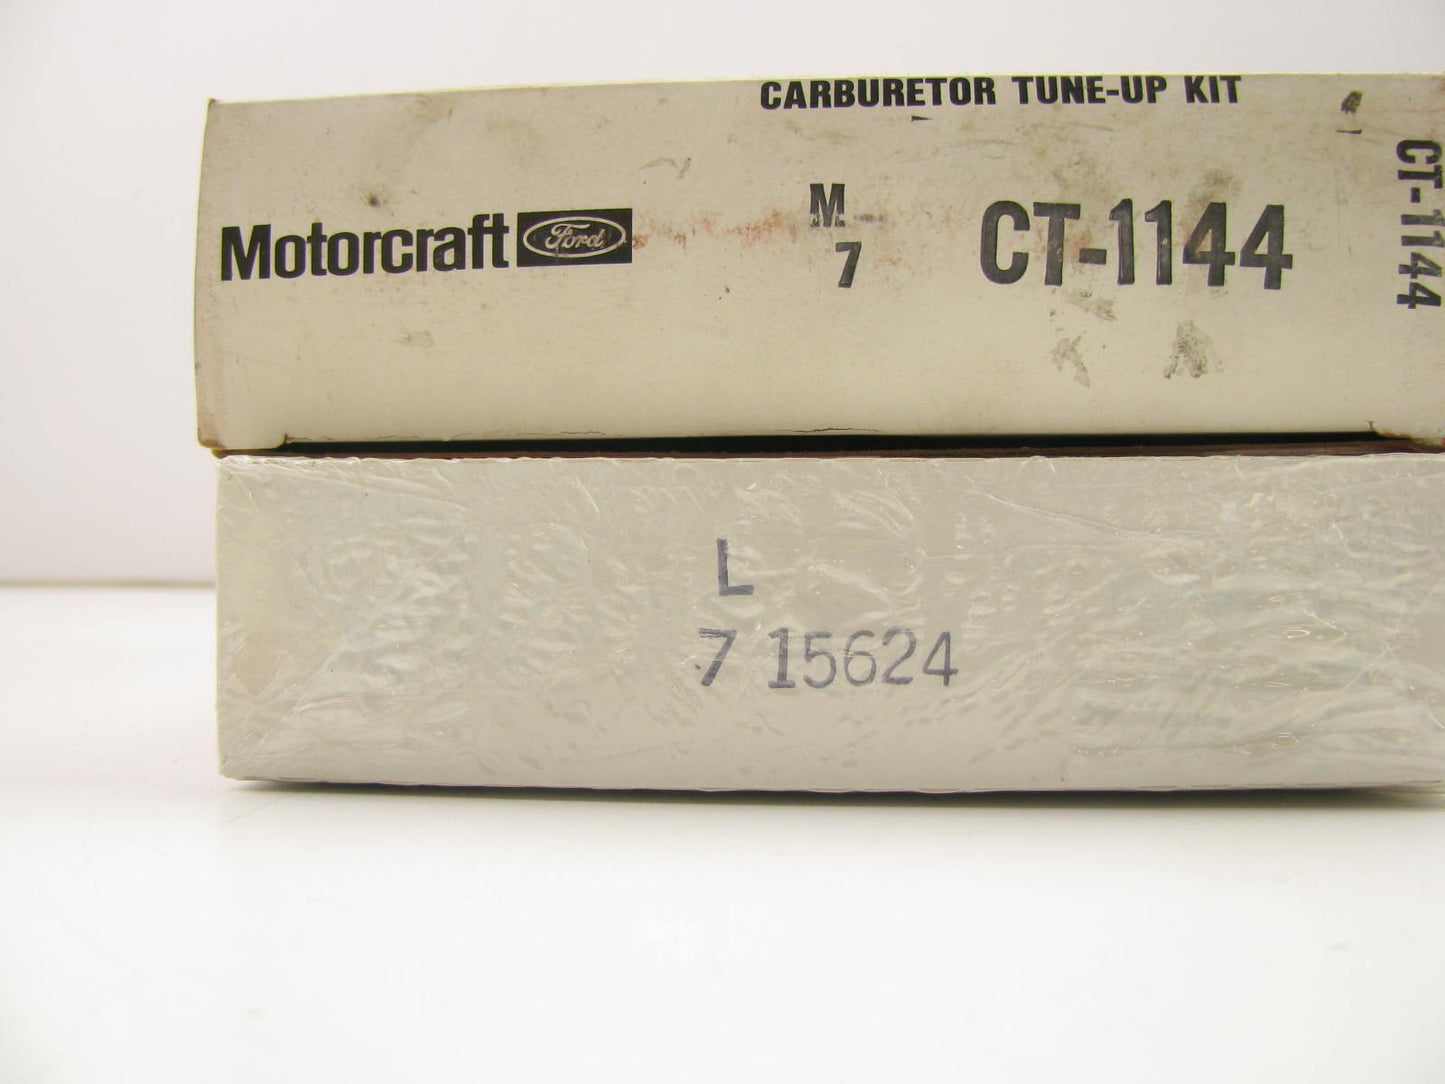 CARBURETOR TUNE-UP KIT
Motorcraft Ford
M
7
CT-1144
CT-1144
L
7 15624